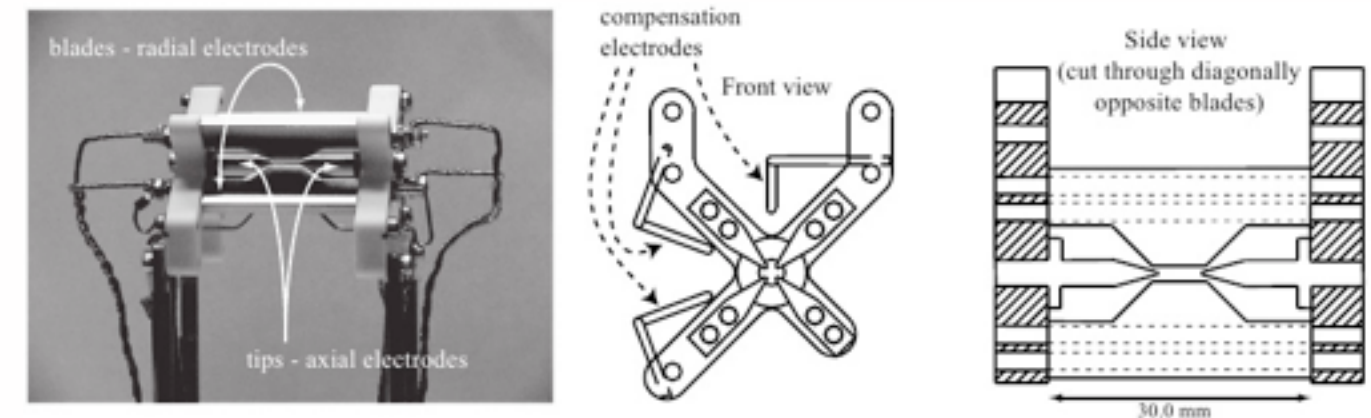 blades - radial electrodes
tips - axial electrodes
compensation
electrodes
Front view
Side view
(cut through diagonally
opposite blades)
30.0 mm